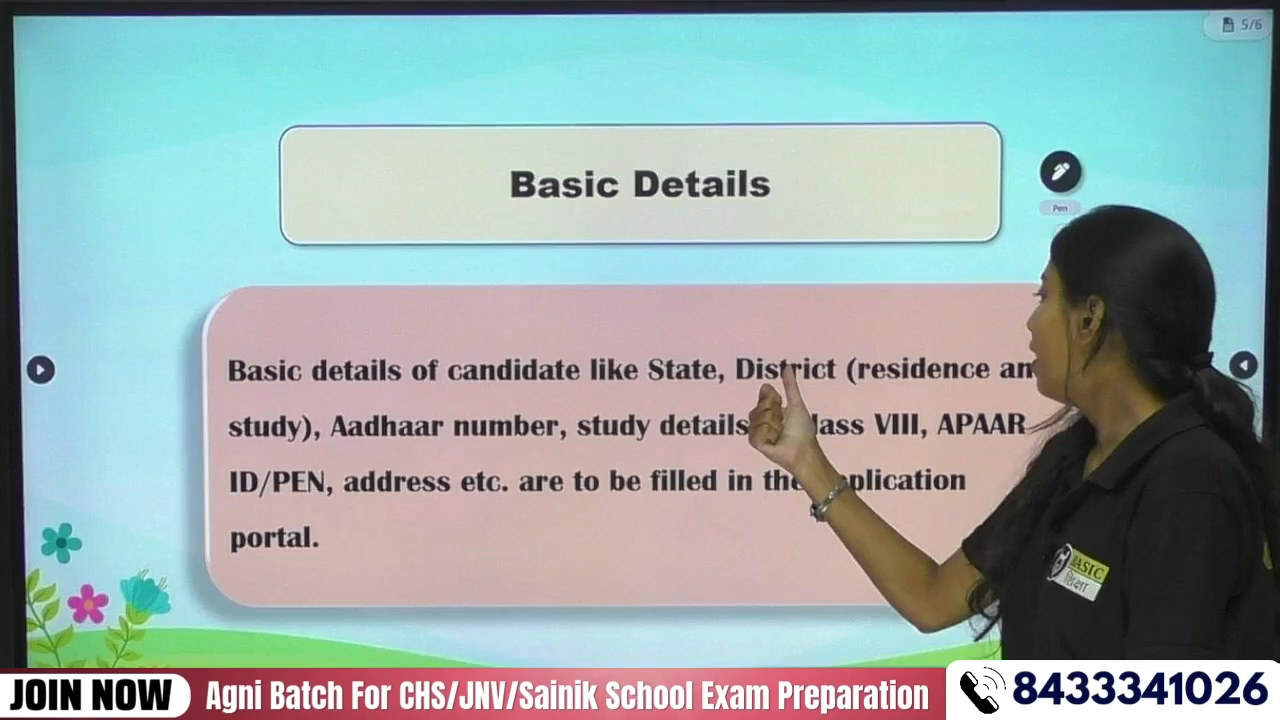 5/6
Basic Details
Pen
Basic details of candidate like State, District (residence an
study), Aadhaar number, study details lass VIII, APAAR
ID/PEN, address etc. are to be filled in the plication
portal.
BASIC
शिक्षा
JOIN NOW
Agni Batch For CHS/JNV/Sainik School Exam Preparation
8433341026